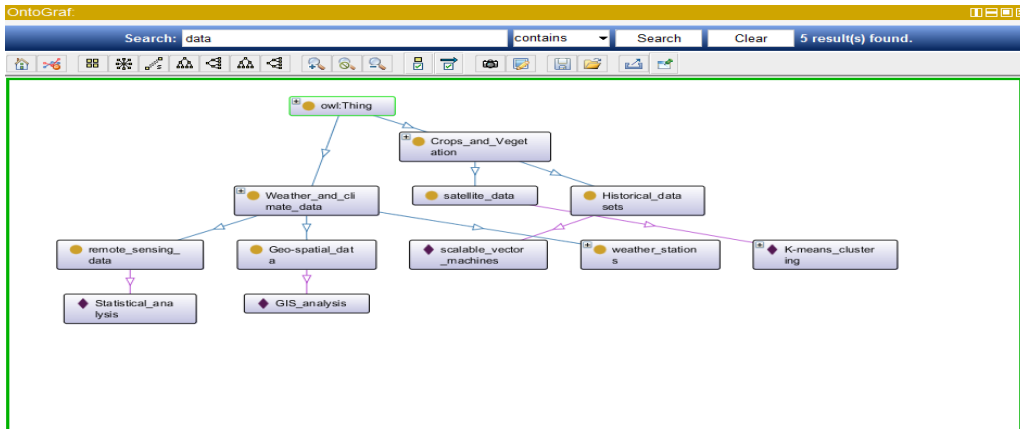 OntoGraf:
Search: data contains Search Clear 5 result(s) found.
owl:Thing
Crops_and_Veget
ation
Weather_and_cli
mate_data
satellite_data
Historical_data
sets
remote_sensing_
data
Geo-spatial_dat
a
scalable_vector
_machines
weather_station
s
K-means_cluster
ing
Statistical_ana
lysis
GIS_analysis